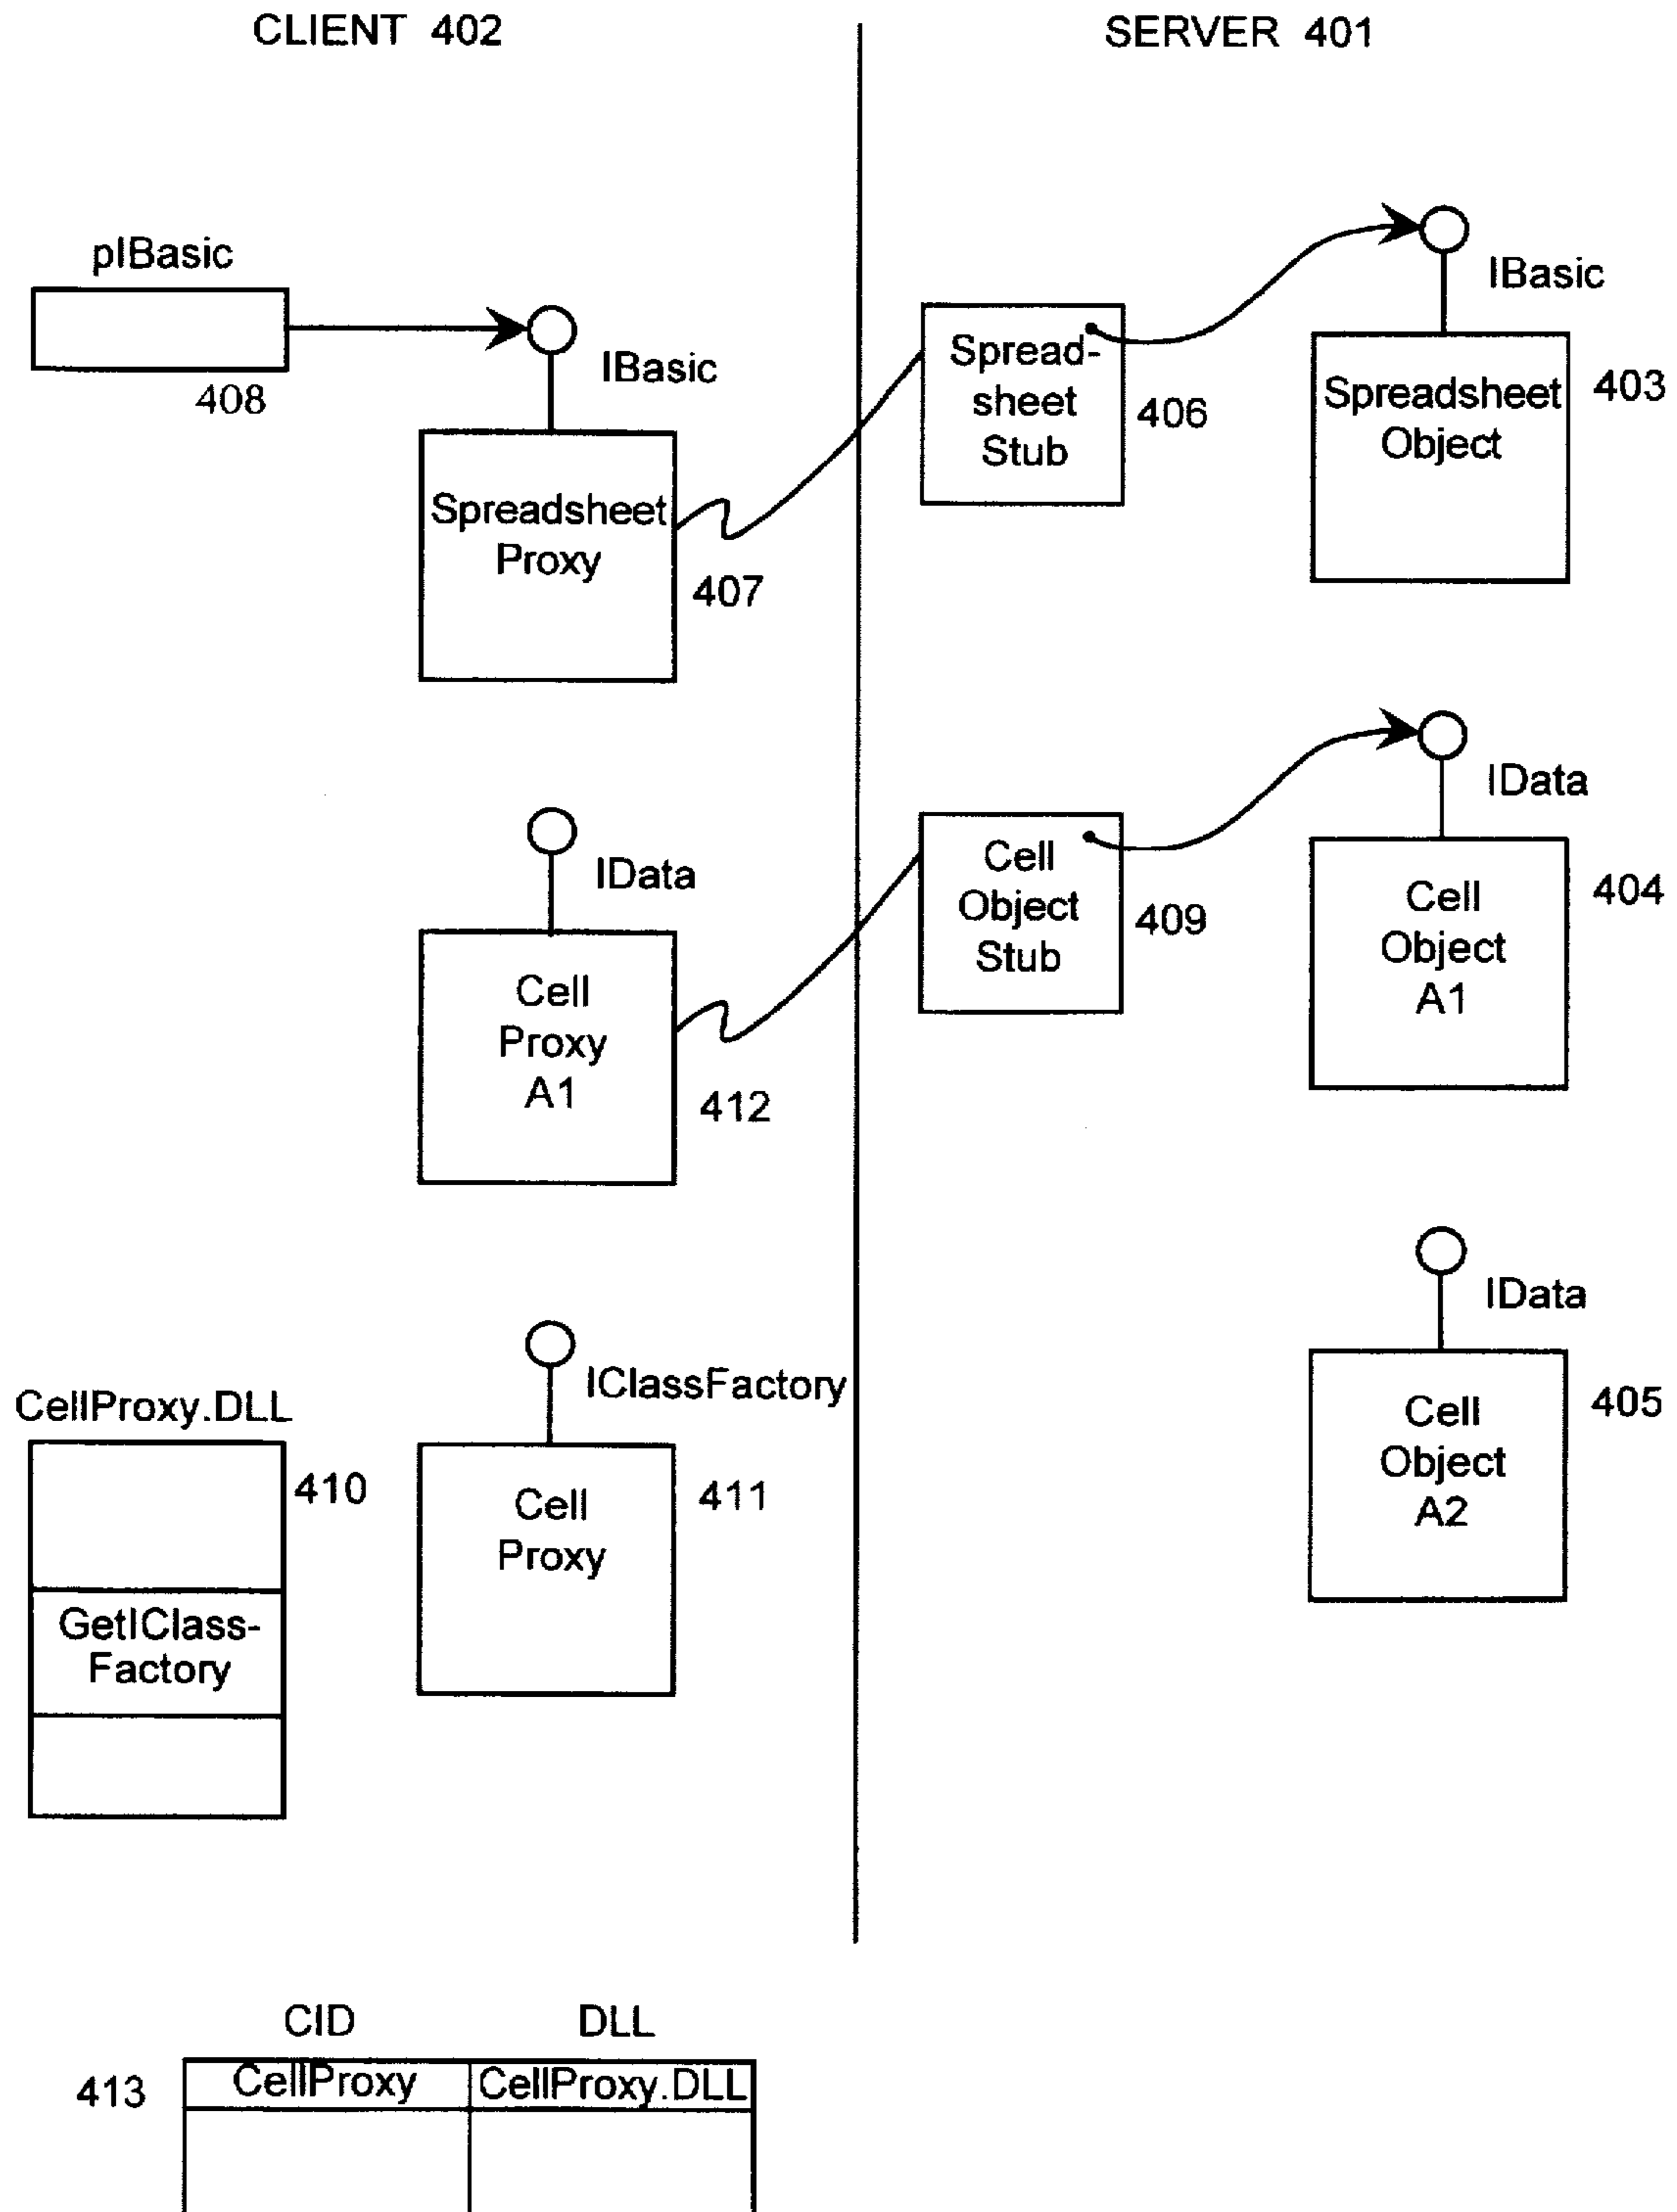 CLIENT 402
SERVER 401
pIBasic
408
IBasic
Spreadsheet
Proxy
407
Spread-
sheet
Stub
406
IBasic
Spreadsheet
Object
403
IData
Cell
Proxy
A1
412
Cell
Object
Stub
409
IData
Cell
Object
A1
404
CellProxy.DLL
410
GetIClass-
Factory
IClassFactory
Cell
Proxy
411
IData
Cell
Object
A2
405
CID DLL
413
CellProxy CellProxy.DLL